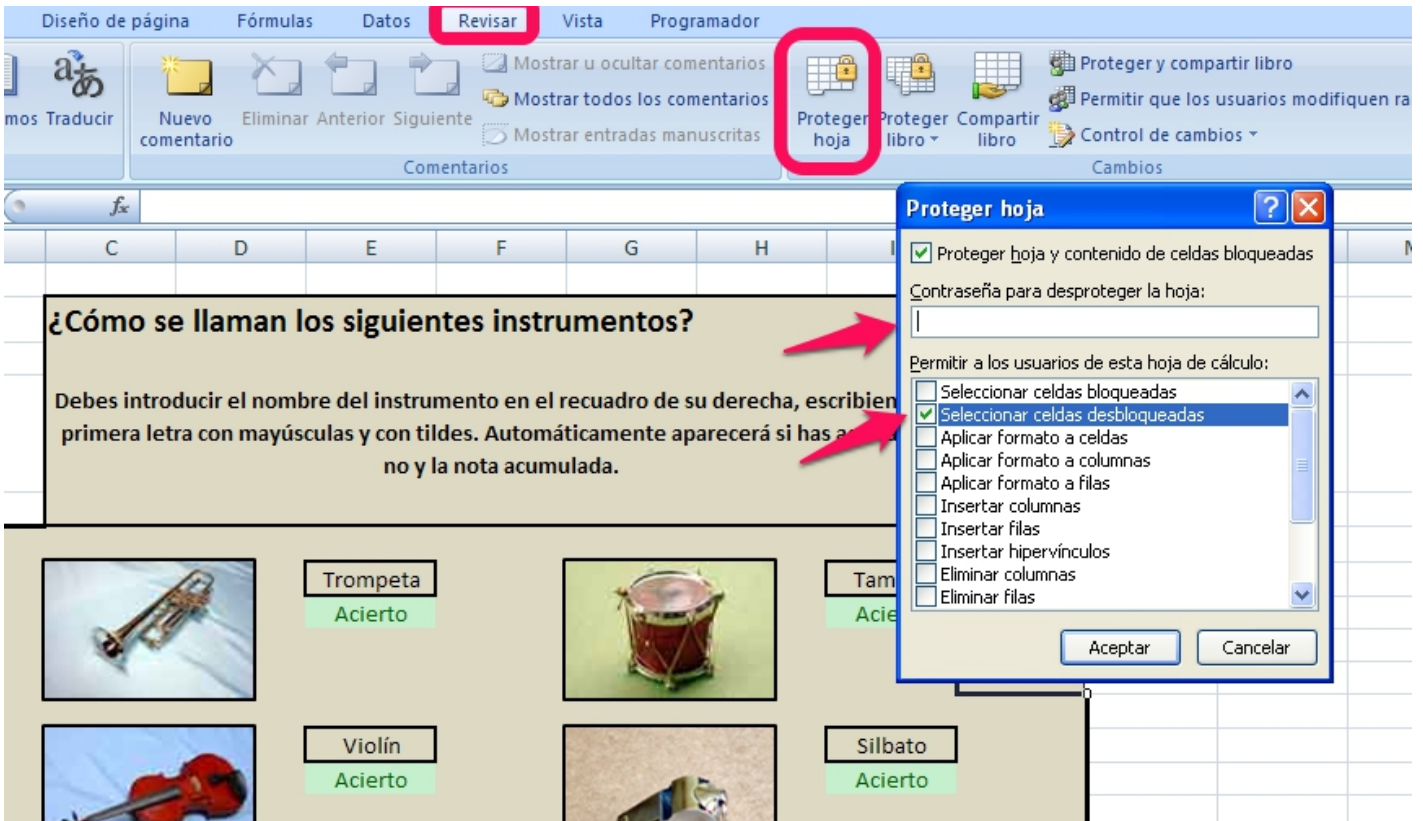 Diseño de página Fórmulas Datos Revisar Vista Programador
mos Traducir
Nuevo comentario
Eliminar Anterior Siguiente
Mostrar u ocultar comentarios
Mostrar todos los comentarios
Mostrar entradas manuscritas
Comentarios
Proteger hoja
Proteger libro
Compartir libro
Proteger y compartir libro
Permitir que los usuarios modifiquen ra
Control de cambios
Cambios
fx
C D E F G H I
Proteger hoja
Proteger hoja y contenido de celdas bloqueadas
Contraseña para desproteger la hoja:
Permitir a los usuarios de esta hoja de cálculo:
Seleccionar celdas bloqueadas
Seleccionar celdas desbloqueadas
Aplicar formato a celdas
Aplicar formato a columnas
Aplicar formato a filas
Insertar columnas
Insertar filas
Insertar hipervínculos
Eliminar columnas
Eliminar filas
Aceptar Cancelar
¿Cómo se llaman los siguientes instrumentos?
Debes introducir el nombre del instrumento en el recuadro de su derecha, escribien
primera letra con mayúsculas y con tildes. Automáticamente aparecerá si has
no y la nota acumulada.
Trompeta Tam
Acierto Acie
Violín Silbato
Acierto Acierto